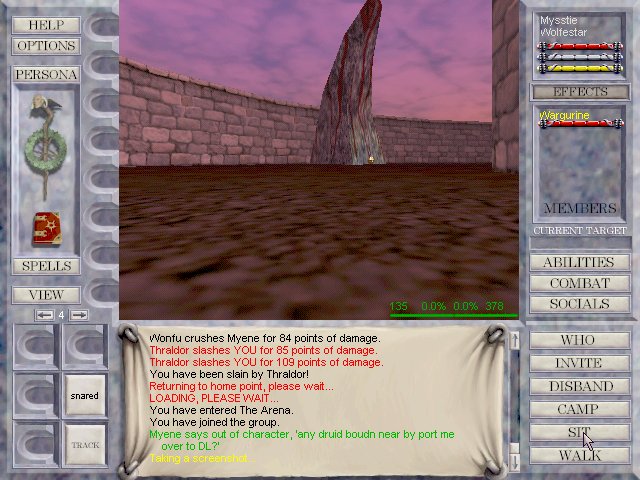 HELP
OPTIONS
PERSONA
SPELLS
VIEW
4
snared
TRACK
135 0.0% 0.0% 378
Wonfu crushes Myene for 84 points of damage.
Thraldor slashes YOU for 85 points of damage.
Thraldor slashes YOU for 109 points of damage.
You have been slain by Thraldor!
Returning to home point, please wait...
LOADING, PLEASE WAIT...
You have entered The Arena.
You have joined the group.
Myene says out of character, 'any druid boudn near by port me
over to DL?'
Taking a screenshot...
Mysstie
Wolfestar
EFFECTS
Wargurine
MEMBERS
CURRENT TARGET
ABILITIES
COMBAT
SOCIALS
WHO
INVITE
DISBAND
CAMP
SIT
WALK